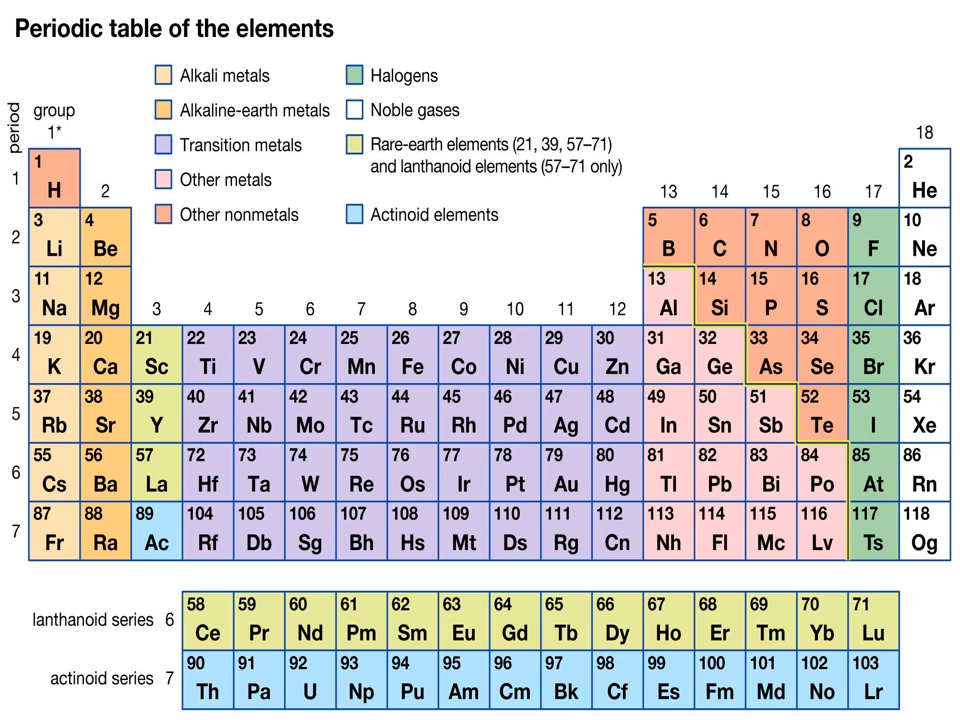 Periodic table of the elements
Alkali metals
Alkaline-earth metals
Transition metals
Other metals
Other nonmetals
Halogens
Noble gases
Rare-earth elements (21, 39, 57–71)
and lanthanoid elements (57–71 only)
Actinoid elements
period
group
1* 18
1 2
1 H He
2 13 14 15 16 17
3 4 5 6 7 8 9 10
2 Li Be B C N O F Ne
11 12 13 14 15 16 17 18
3 Na Mg Al Si P S Cl Ar
3 4 5 6 7 8 9 10 11 12
19 20 21 22 23 24 25 26 27 28 29 30 31 32 33 34 35 36
4 K Ca Sc Ti V Cr Mn Fe Co Ni Cu Zn Ga Ge As Se Br Kr
37 38 39 40 41 42 43 44 45 46 47 48 49 50 51 52 53 54
5 Rb Sr Y Zr Nb Mo Tc Ru Rh Pd Ag Cd In Sn Sb Te I Xe
55 56 57 72 73 74 75 76 77 78 79 80 81 82 83 84 85 86
6 Cs Ba La Hf Ta W Re Os Ir Pt Au Hg Tl Pb Bi Po At Rn
87 88 89 104 105 106 107 108 109 110 111 112 113 114 115 116 117 118
7 Fr Ra Ac Rf Db Sg Bh Hs Mt Ds Rg Cn Nh Fl Mc Lv Ts Og
58 59 60 61 62 63 64 65 66 67 68 69 70 71
lanthanoid series 6 Ce Pr Nd Pm Sm Eu Gd Tb Dy Ho Er Tm Yb Lu
90 91 92 93 94 95 96 97 98 99 100 101 102 103
actinoid series 7 Th Pa U Np Pu Am Cm Bk Cf Es Fm Md No Lr